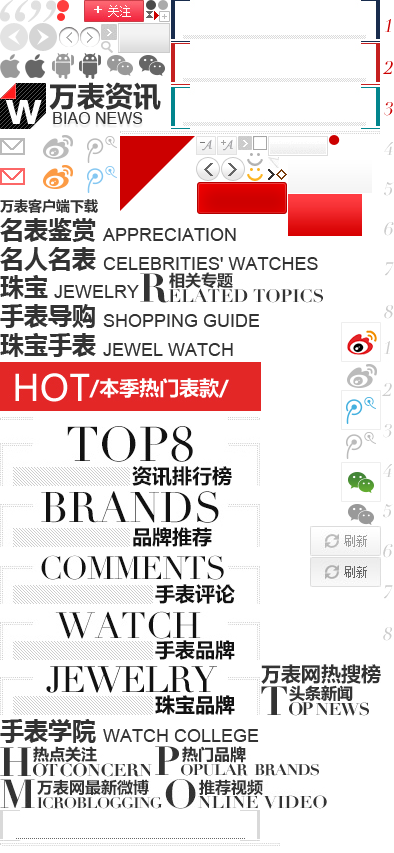 + 关注
1
2
3
W 万表资讯
BIAO NEWS
-A +A
4
5
6
7
8
万表客户端下载
名表鉴赏 APPRECIATION
名人名表 CELEBRITIES' WATCHES
珠宝 JEWELRY
相关专题
RELATED TOPICS
手表导购 SHOPPING GUIDE
珠宝手表 JEWEL WATCH
1
2
3
4
5
6
7
8
HOT/本季热门表款/
TOP8
资讯排行榜
BRANDS
品牌推荐
COMMENTS
手表评论
WATCH
手表品牌
JEWELRY
珠宝品牌
刷新
刷新
万表网热搜榜
头条新闻
TOP NEWS
手表学院 WATCH COLLEGE
热点关注
HOT CONCERN
热门品牌
POPULAR BRANDS
万表网最新微博
MICROBLOGGING
推荐视频
ONLINE VIDEO